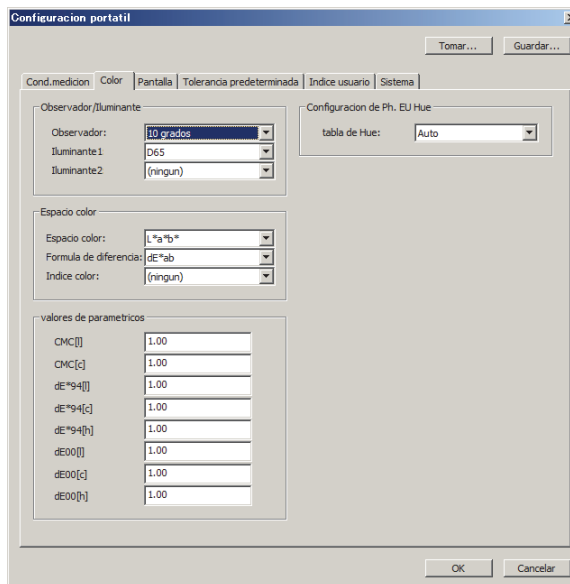 Configuracion portatil
Tomar... Guardar...
Cond.medicion Color Pantalla Tolerancia predeterminada Indice usuario Sistema
Observador/Iluminante
Observador: 10 grados
Iluminante1 D65
Iluminante2 (ningun)
Configuracion de Ph. EU Hue
tabla de Hue: Auto
Espacio color
Espacio color: L*a*b*
Formula de diferencia: dE*ab
Indice color: (ningun)
valores de parametricos
CMC[l] 1.00
CMC[c] 1.00
dE*94[l] 1.00
dE*94[c] 1.00
dE*94[h] 1.00
dE00[l] 1.00
dE00[c] 1.00
dE00[h] 1.00
OK Cancelar